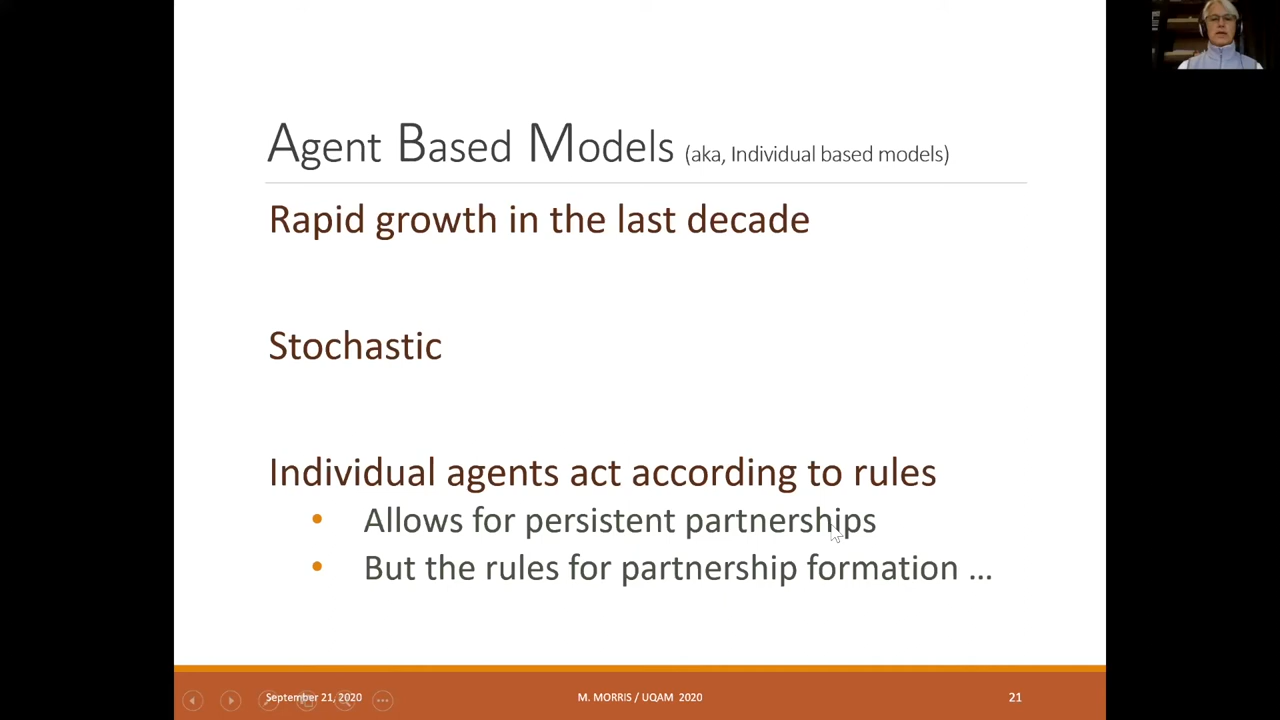 Agent Based Models (aka, Individual based models)
Rapid growth in the last decade
Stochastic
Individual agents act according to rules
• Allows for persistent partnerships
• But the rules for partnership formation …
September 21, 2020
M. MORRIS / UQAM 2020
21